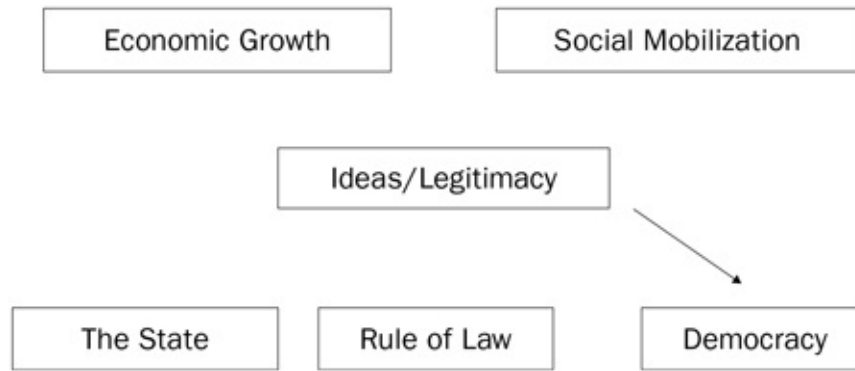 Economic Growth
Social Mobilization
Ideas/Legitimacy
The State
Rule of Law
Democracy